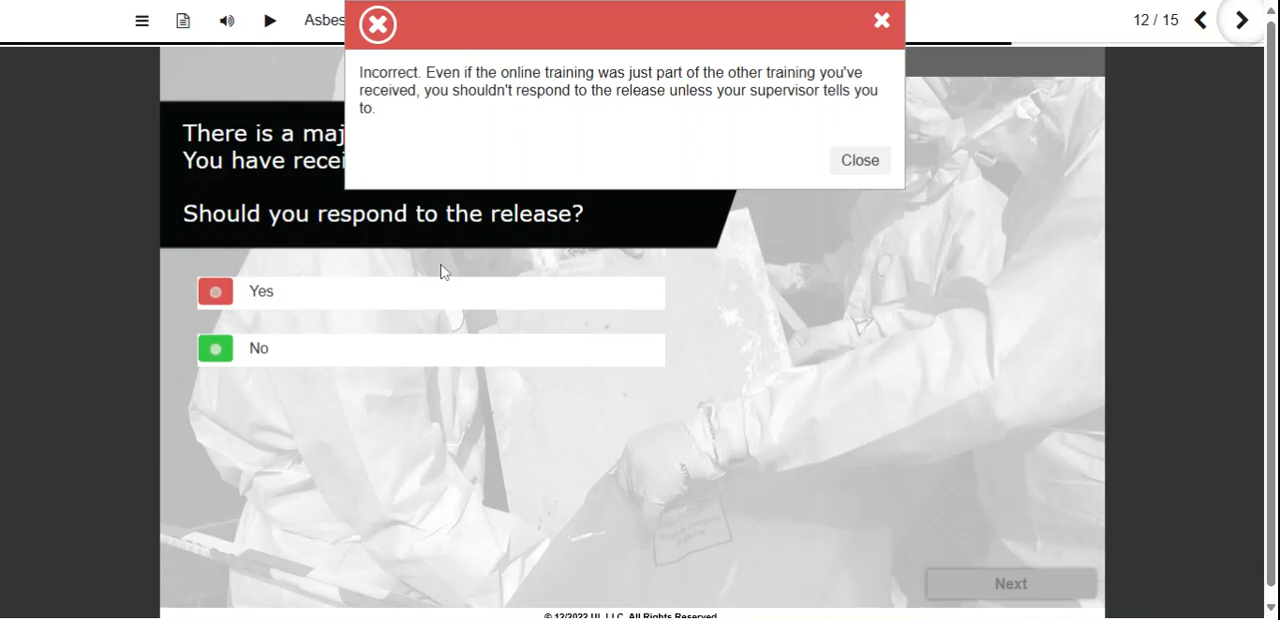 Asbes
12 / 15
Incorrect. Even if the online training was just part of the other training you've
received, you shouldn't respond to the release unless your supervisor tells you
to.
Close
There is a maj
You have recei
Should you respond to the release?
Yes
No
Next
© 12/2022 UL LLC. All Rights Reserved